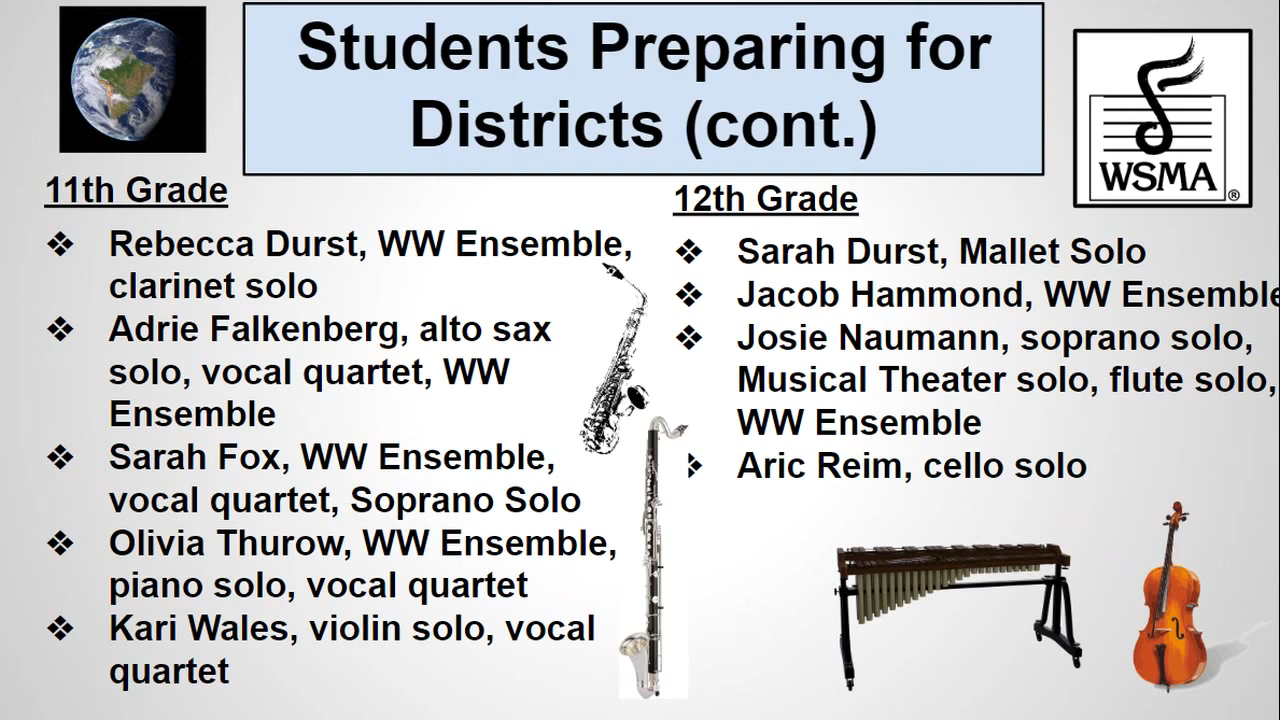 Students Preparing for
Districts (cont.)
WSMA®
11th Grade
❖ Rebecca Durst, WW Ensemble,
clarinet solo
❖ Adrie Falkenberg, alto sax
solo, vocal quartet, WW
Ensemble
❖ Sarah Fox, WW Ensemble,
vocal quartet, Soprano Solo
❖ Olivia Thurow, WW Ensemble,
piano solo, vocal quartet
❖ Kari Wales, violin solo, vocal
quartet
12th Grade
❖ Sarah Durst, Mallet Solo
❖ Jacob Hammond, WW Ensemble
❖ Josie Naumann, soprano solo,
Musical Theater solo, flute solo,
WW Ensemble
❖ Aric Reim, cello solo